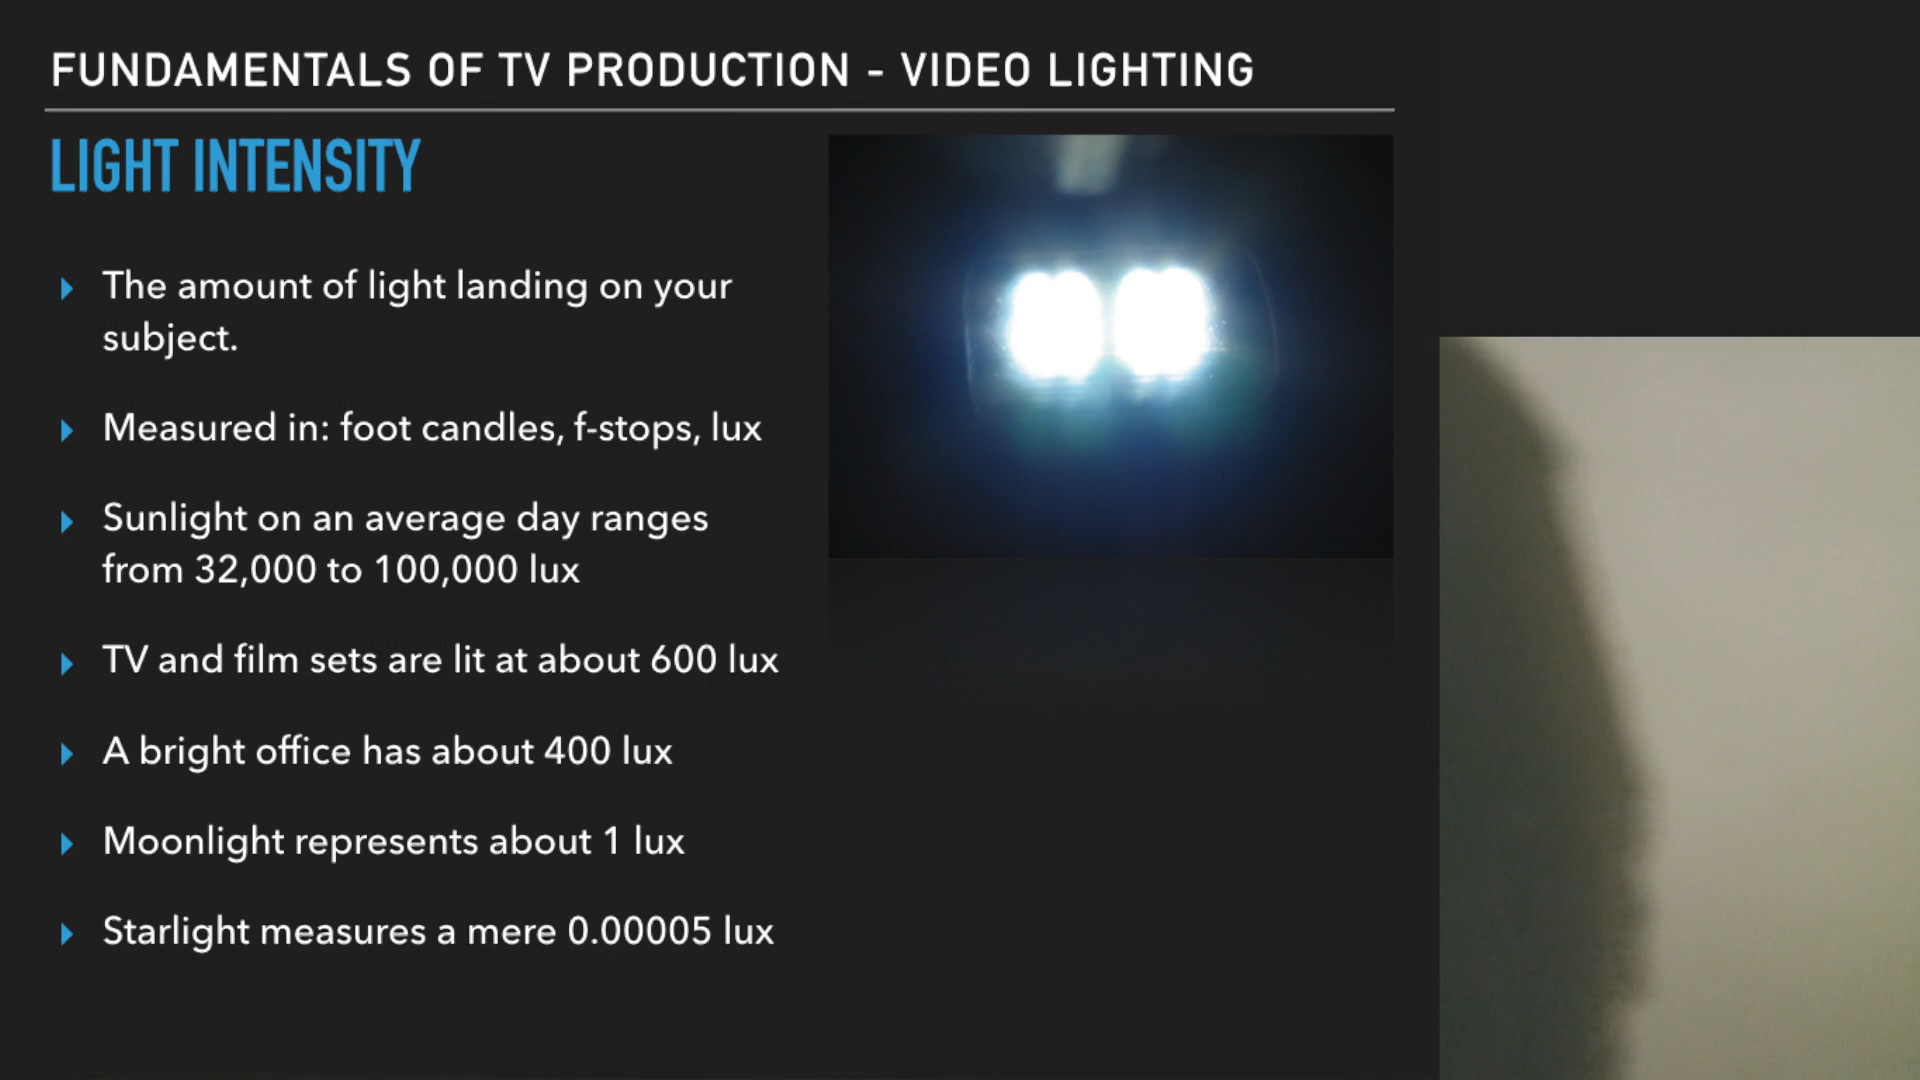 FUNDAMENTALS OF TV PRODUCTION - VIDEO LIGHTING
LIGHT INTENSITY
The amount of light landing on your
subject.
Measured in: foot candles, f-stops, lux
Sunlight on an average day ranges
from 32,000 to 100,000 lux
TV and film sets are lit at about 600 lux
A bright office has about 400 lux
Moonlight represents about 1 lux
Starlight measures a mere 0.00005 lux